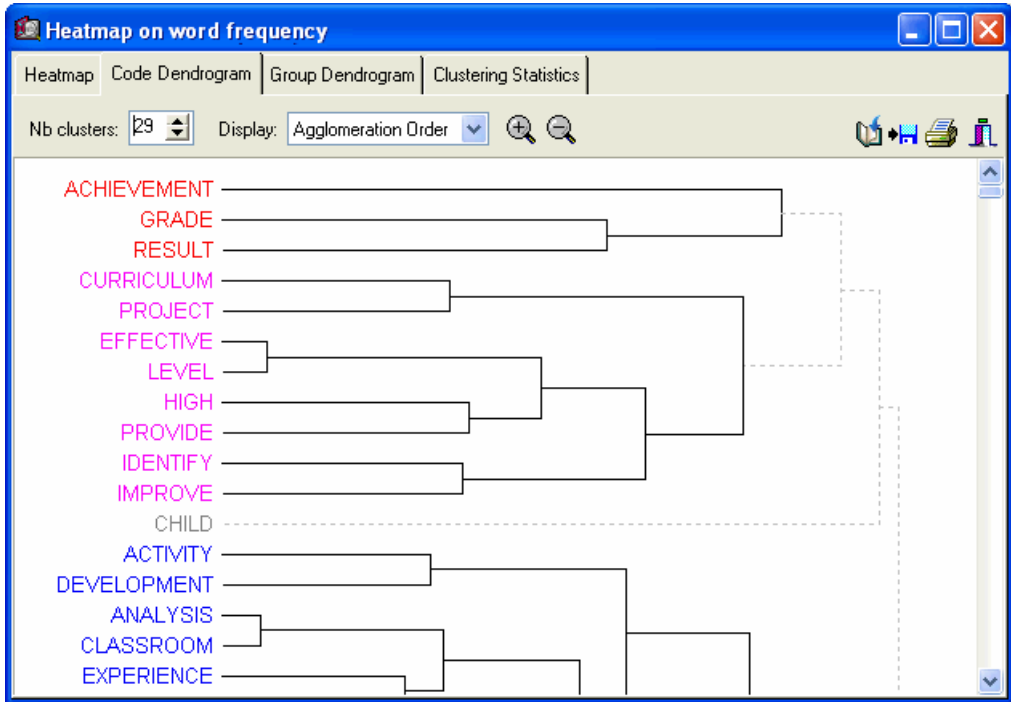 Heatmap on word frequency
Heatmap Code Dendrogram Group Dendrogram Clustering Statistics
Nb clusters: 29 Display: Agglomeration Order
ACHIEVEMENT
GRADE
RESULT
CURRICULUM
PROJECT
EFFECTIVE
LEVEL
HIGH
PROVIDE
IDENTIFY
IMPROVE
CHILD
ACTIVITY
DEVELOPMENT
ANALYSIS
CLASSROOM
EXPERIENCE